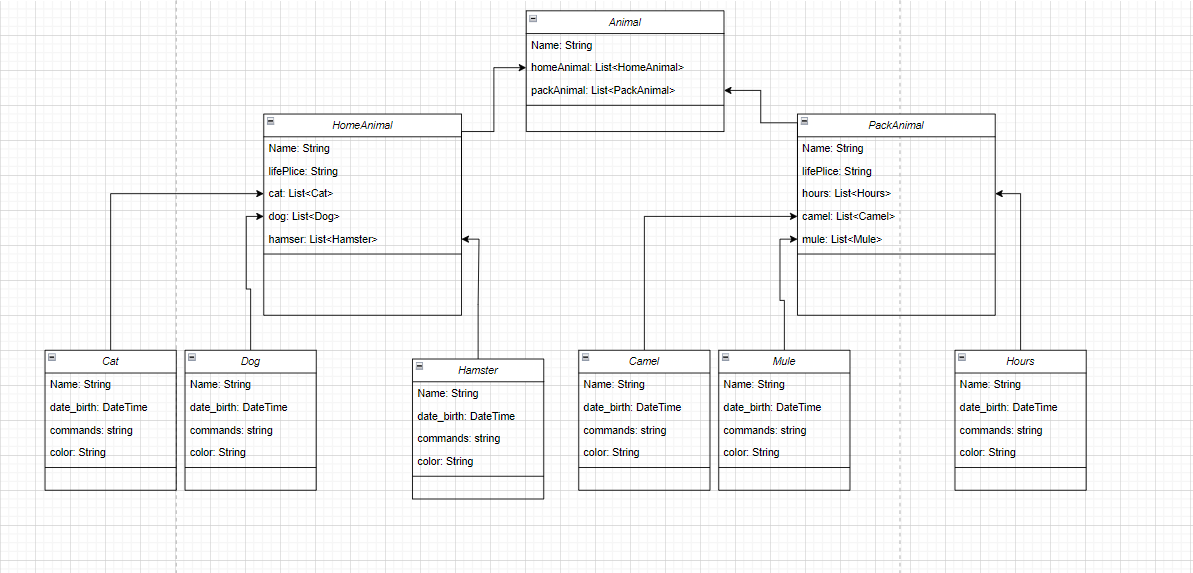 Animal
Name: String
homeAnimal: List<HomeAnimal>
packAnimal: List<PackAnimal>
HomeAnimal
Name: String
lifePlice: String
cat: List<Cat>
dog: List<Dog>
hamser: List<Hamster>
PackAnimal
Name: String
lifePlice: String
hours: List<Hours>
camel: List<Camel>
mule: List<Mule>
Cat
Name: String
date_birth: DateTime
commands: string
color: String
Dog
Name: String
date_birth: DateTime
commands: string
color: String
Hamster
Name: String
date_birth: DateTime
commands: string
color: String
Camel
Name: String
date_birth: DateTime
commands: string
color: String
Mule
Name: String
date_birth: DateTime
commands: string
color: String
Hours
Name: String
date_birth: DateTime
commands: string
color: String